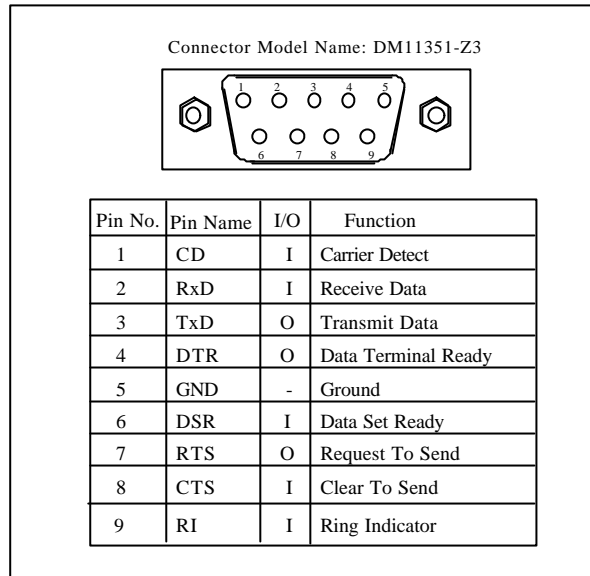 Connector Model Name: DM11351-Z3
1 2 3 4 5
6 7 8 9
Pin No. Pin Name I/O Function
1 CD I Carrier Detect
2 RxD I Receive Data
3 TxD O Transmit Data
4 DTR O Data Terminal Ready
5 GND - Ground
6 DSR I Data Set Ready
7 RTS O Request To Send
8 CTS I Clear To Send
9 RI I Ring Indicator